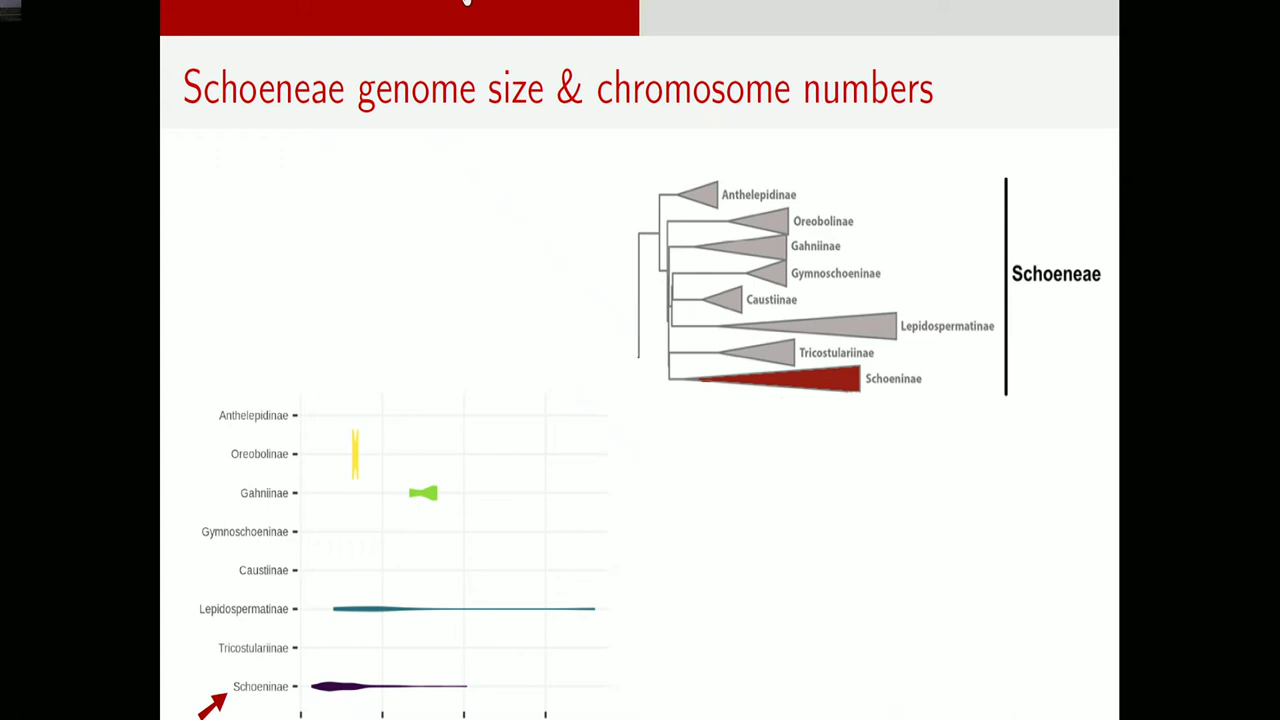 Schoeneae genome size & chromosome numbers
Anthelepidinae
Oreobolinae
Gahniinae
Gymnoschoeninae
Caustiinae
Lepidospermatinae
Tricostulariinae
Schoeninae
Schoeneae
Anthelepidinae
Oreobolinae
Gahniinae
Gymnoschoeninae
Caustiinae
Lepidospermatinae
Tricostulariinae
Schoeninae